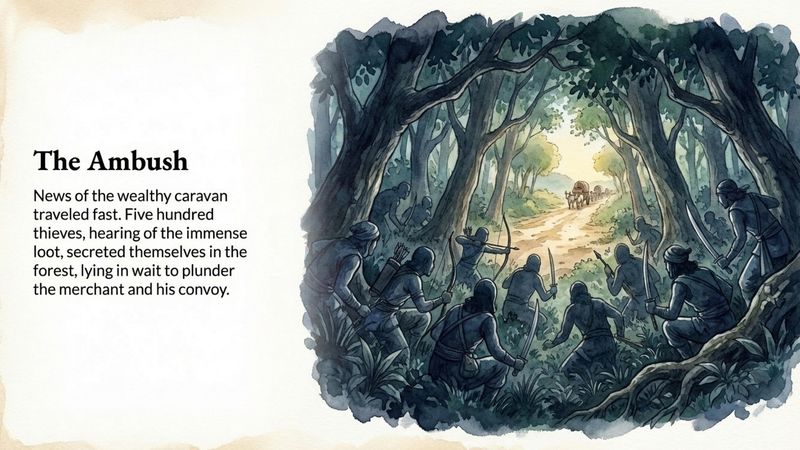 The Ambush
News of the wealthy caravan
traveled fast. Five hundred
thieves, hearing of the immense
loot, secreted themselves in the
forest, lying in wait to plunder
the merchant and his convoy.